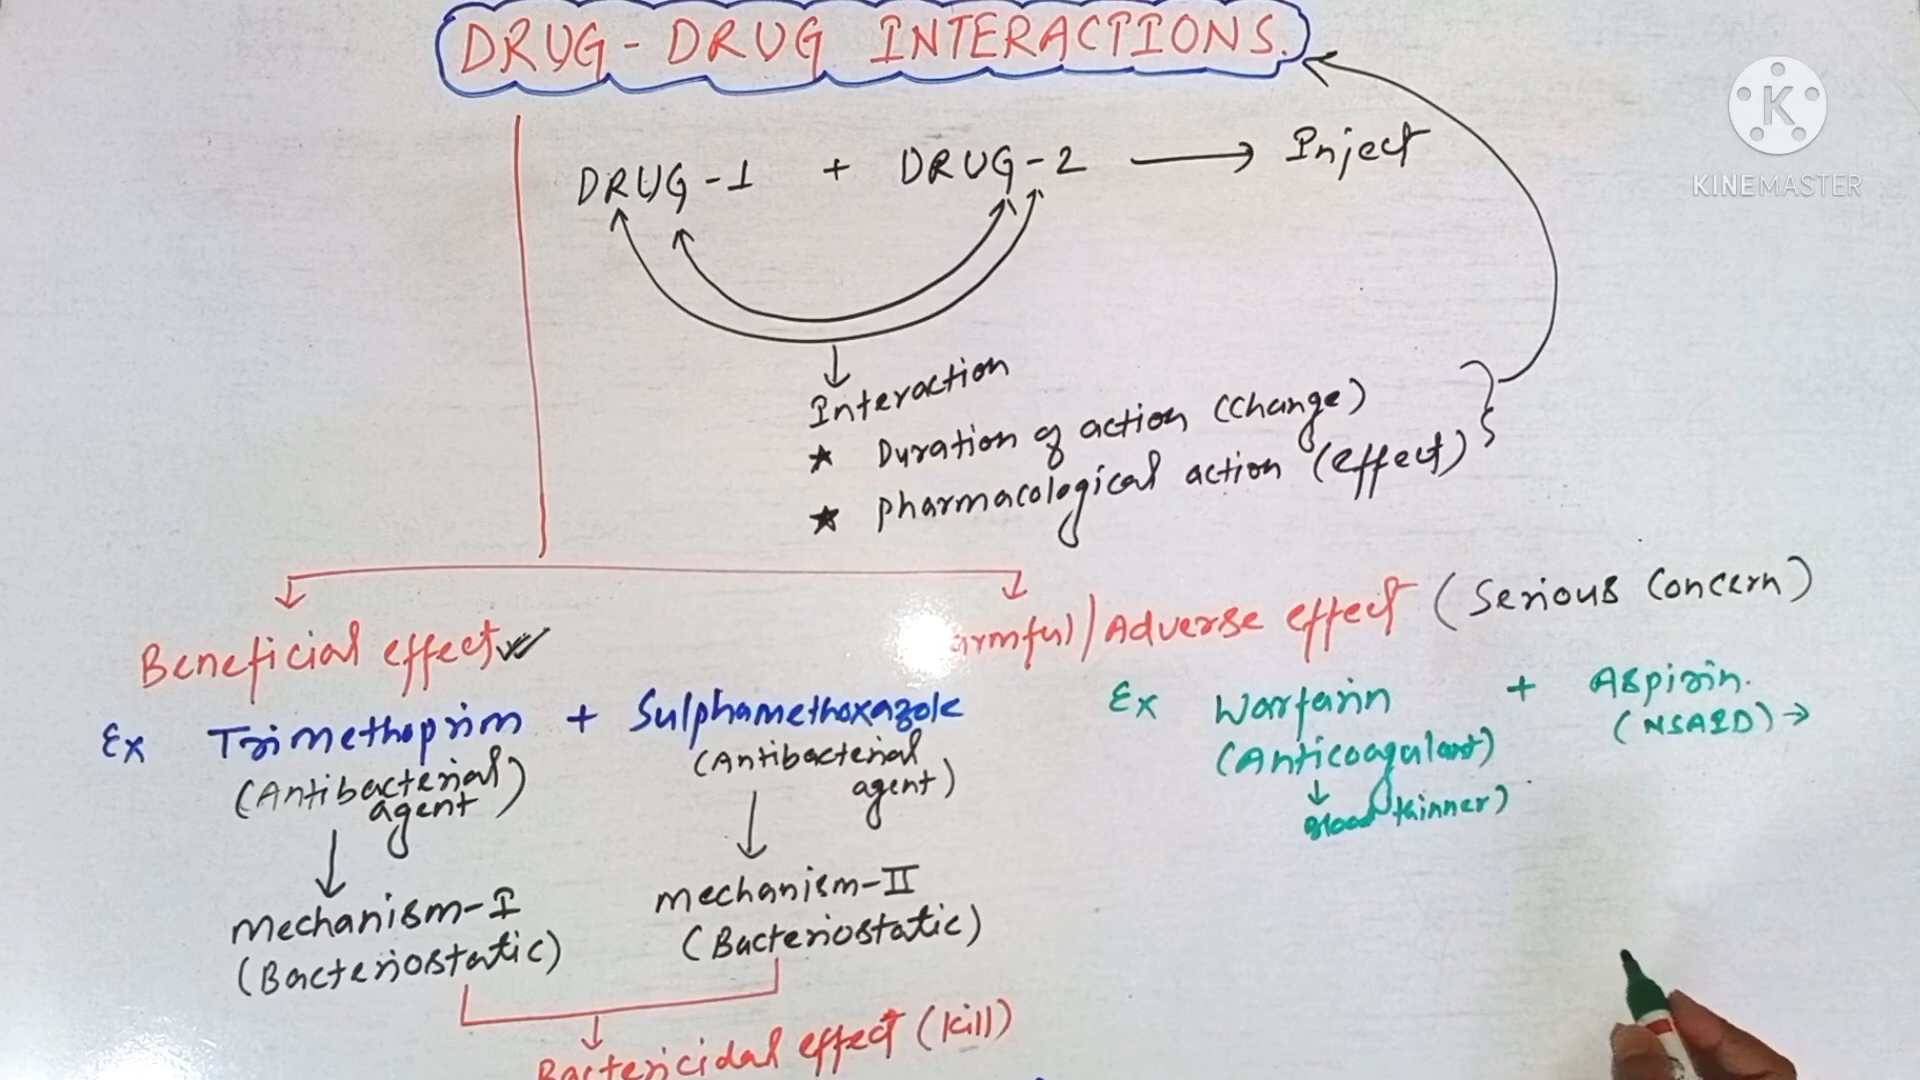 DRUG-DRUG INTERACTIONS.
K
KINEMASTER
DRUG-1 + DRUG-2 → Inject
Interaction
★ Duration of action (change)
★ pharmacological action (effect)
Beneficial effect ✓
armful/Adverse effect (Serious Concern)
Ex Trimethoprim + Sulphamethoxazole
(Antibacterial agent)
(Antibacterial agent)
Mechanism-I
(Bacteriostatic)
mechanism-II
(Bacteriostatic)
Bactericidal effect (kill)
Ex Warfarin + Aspirin.
(Anticoagulant)
(NSAID) →
Blood thinner)